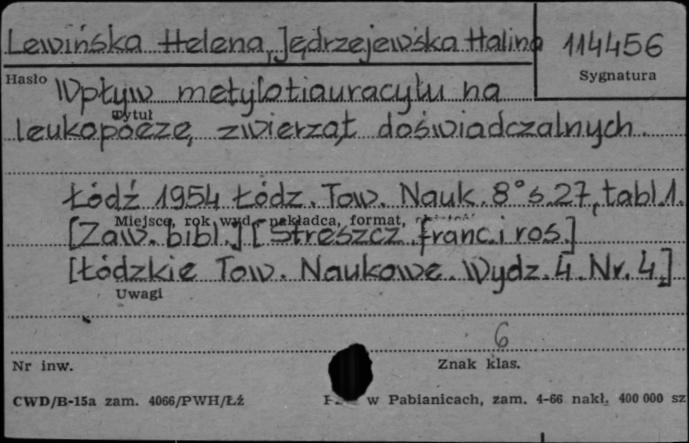 Lewińska Helena, Jędrzejewska Halina
114456
Hasło
Sygnatura
Wpływ metylotiauracylu na
Tytuł
leukopoezę zwierząt doświadczalnych.
Łódź 1954 Łódz. Tow. Nauk. 8° s. 27, tabl. 1.
Miejsce, rok wyd., nakładca, format,
[Zaw. bibl.] [Streszcz. franc. i ros.]
[Łódzkie Tow. Naukowe. Wydz. 4. Nr. 4.]
Uwagi
6
Nr inw.
Znak klas.
CWD/B-15a zam. 4066/PWH/Łź
w Pabianicach, zam. 4-66 nakł. 400 000 sz